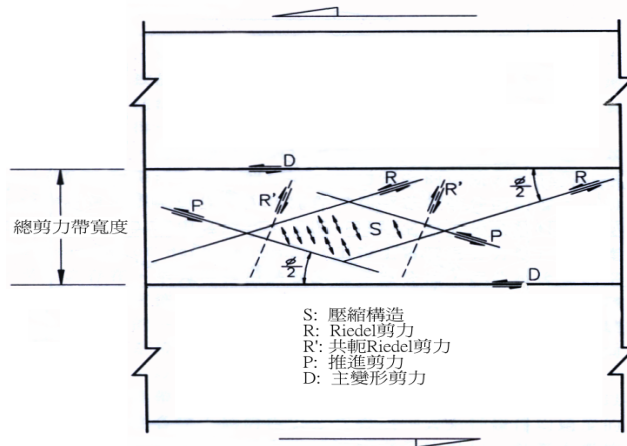 D
R
R
R'
R'
φ/2
P
S
P
總剪力帶寬度
φ/2
D
S: 壓縮構造
R: Riedel剪力
R': 共軛Riedel剪力
P: 推進剪力
D: 主變形剪力